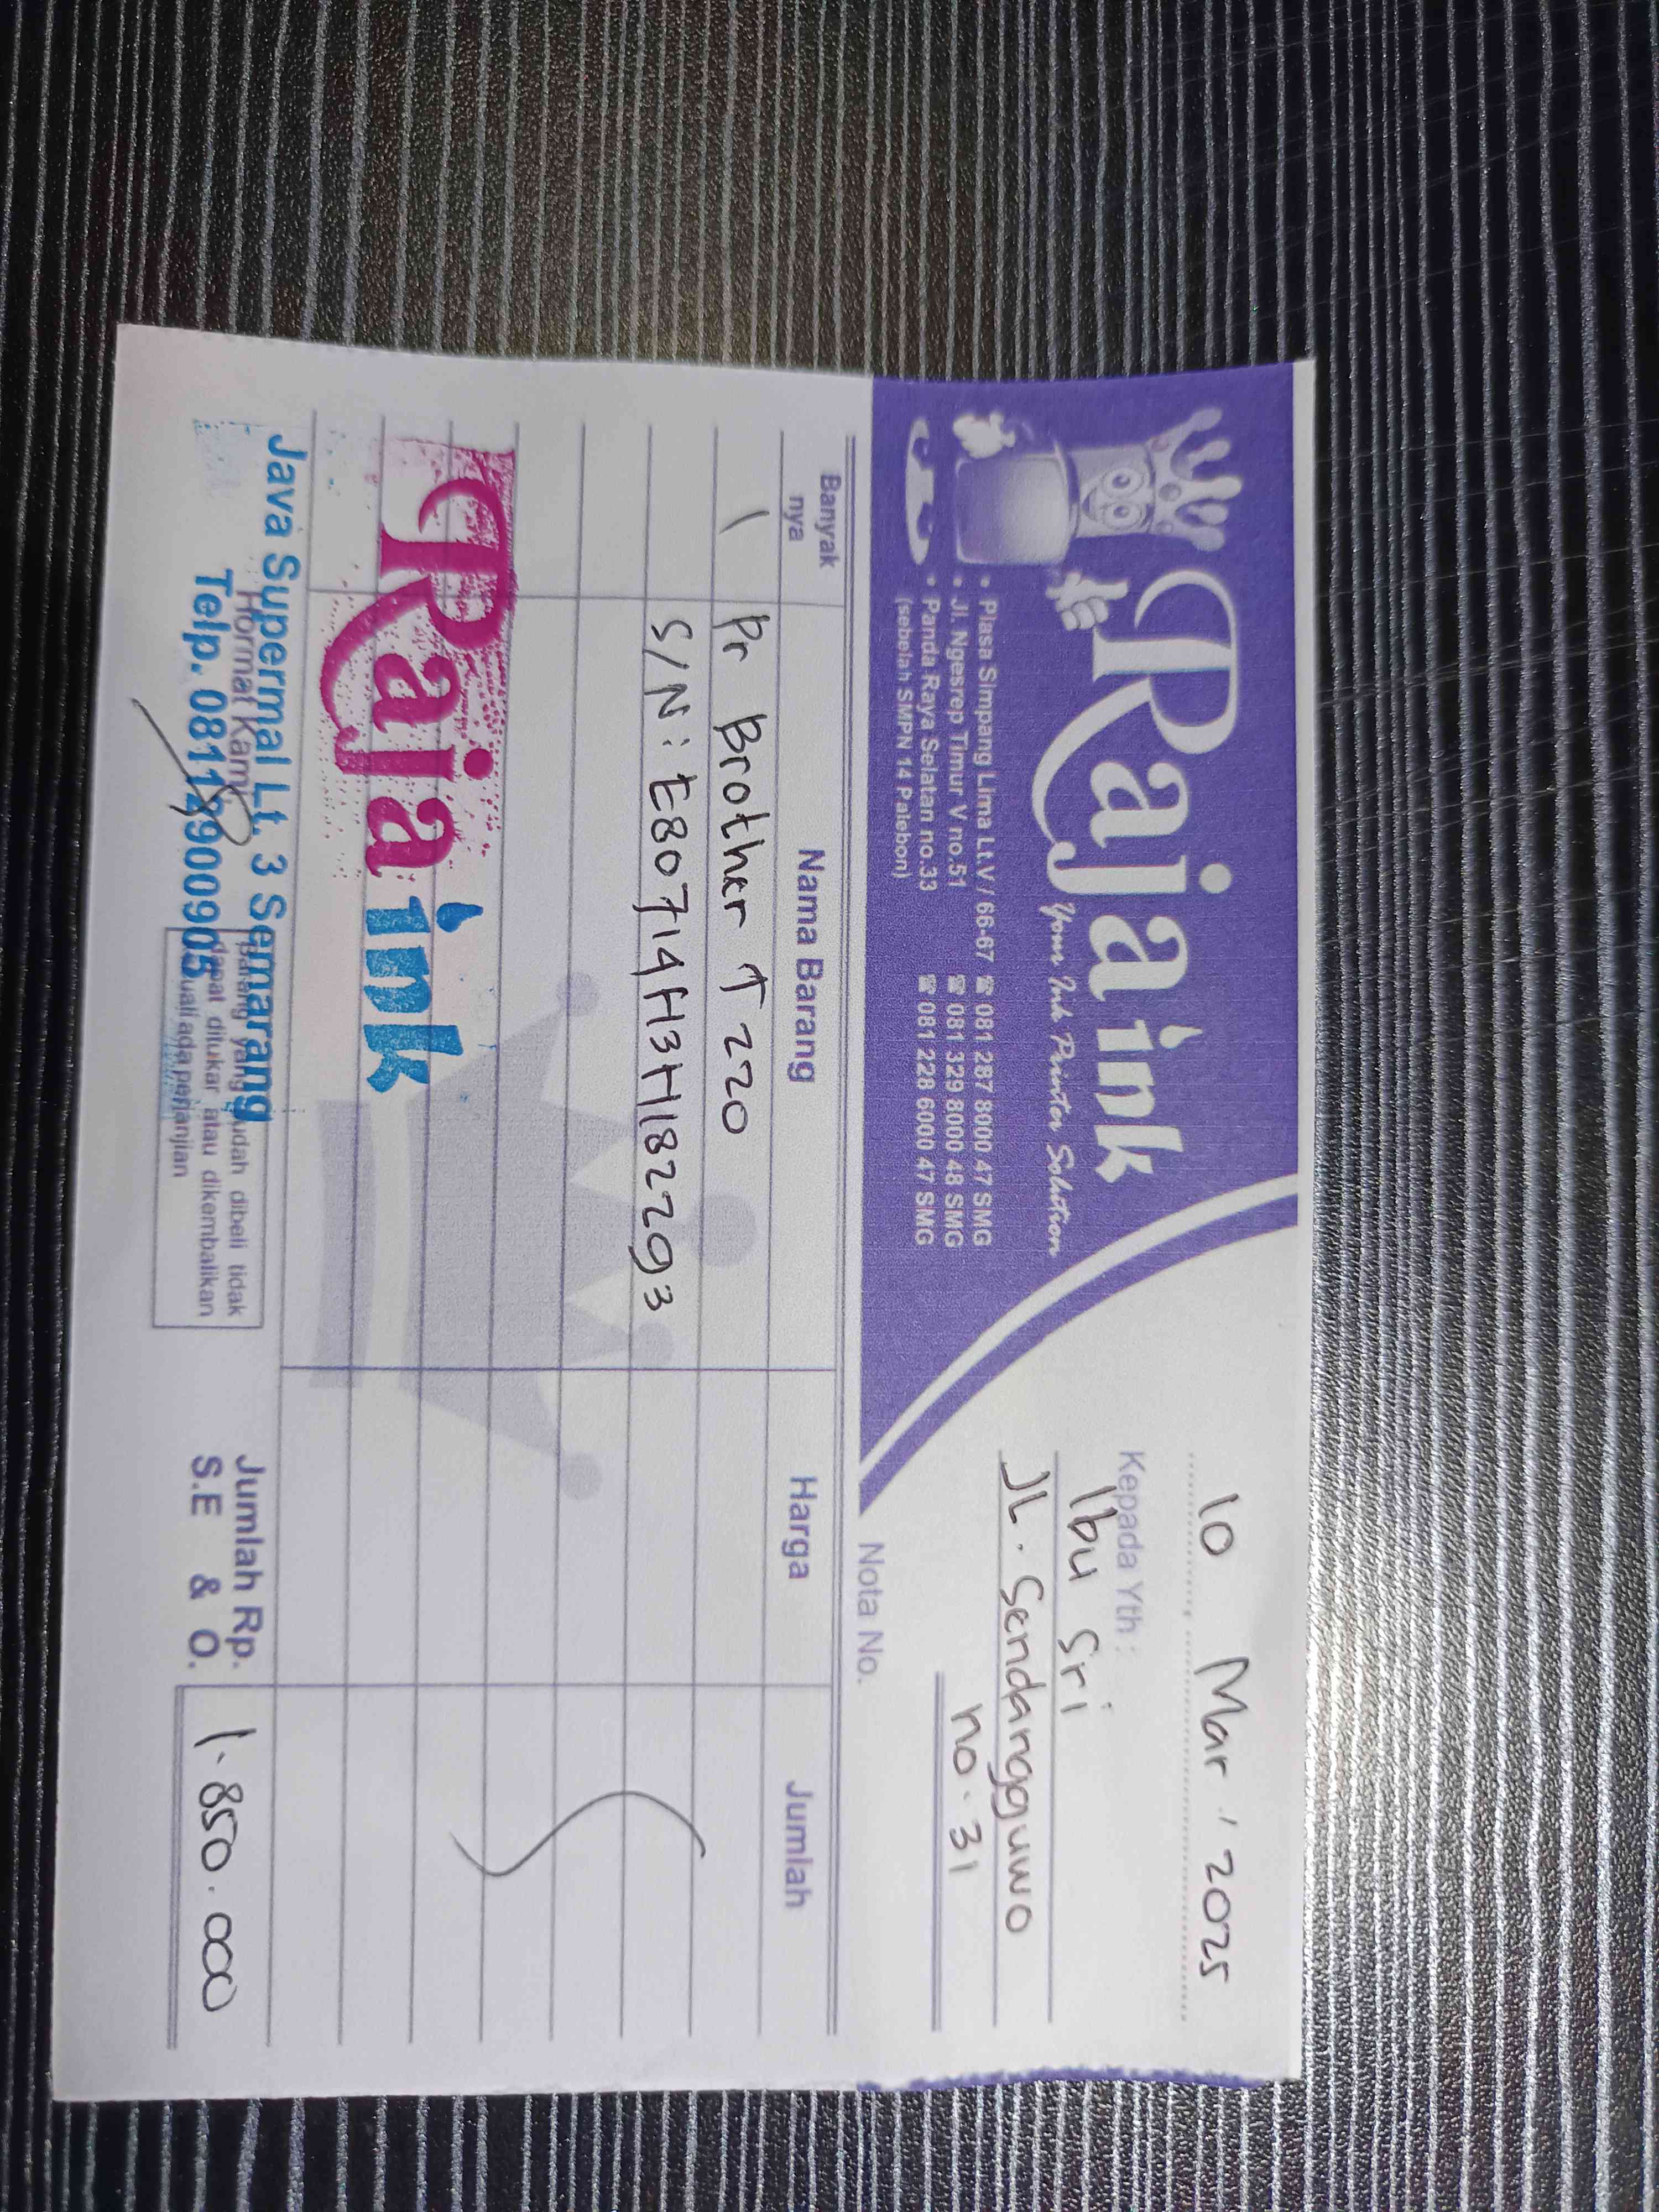 Raja ink
Your Ink Printer Solution
• Plasa Simpang Lima Lt.V / 66-67 ☎ 081 287 8000 47 SMG
• Jl. Ngesrep Timur V no.51 ☎ 081 329 8000 48 SMG
• Panda Raya Selatan no.33 ☎ 081 228 6000 47 SMG
(sebelah SMPN 14 Palebon)
10 Mar, 2025
Kepada Yth :
Ibu Sri
JL. Sendangguwo
no. 31
Nota No.
Banyak nya Nama Barang Harga Jumlah
1 Pr Brother T 220
S/N : E80714H3H182293
Raja ink
Java Supermal Lt. 3 Semarang
Telp. 08112900905
Hormat Kami,
Barang yang sudah dibeli tidak
dapat ditukar atau dikembalikan
kecuali ada perjanjian
Jumlah Rp. 1.850.000
S.E & O.